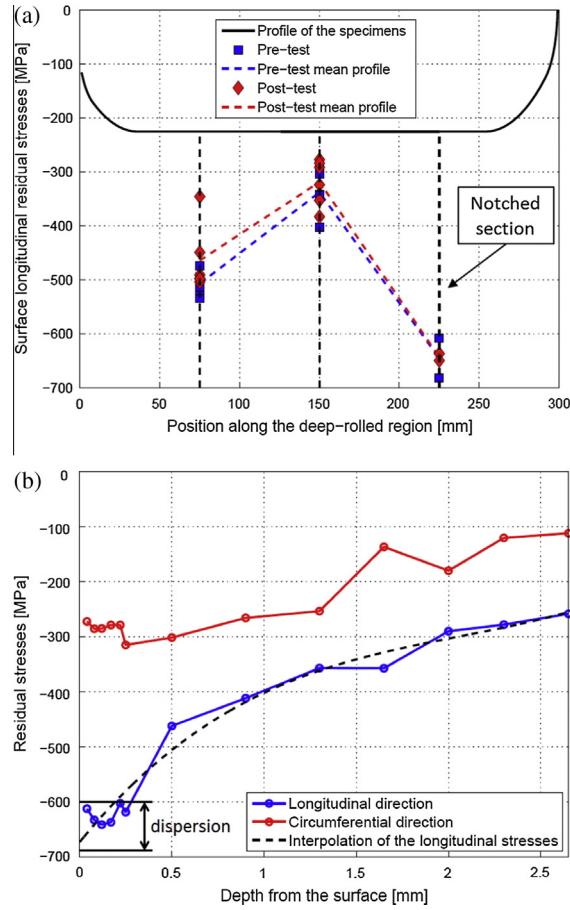 (a)
Surface longitudinal residual stresses [MPa]
0
−100
−200
−300
−400
−500
−600
−700
Profile of the specimens
Pre−test
Pre−test mean profile
Post−test
Post−test mean profile
Notched
section
0 50 100 150 200 250 300
Position along the deep−rolled region [mm]
(b)
Residual stresses [MPa]
0
−100
−200
−300
−400
−500
−600
−700
dispersion
Longitudinal direction
Circumferential direction
Interpolation of the longitudinal stresses
0 0.5 1 1.5 2 2.5
Depth from the surface [mm]